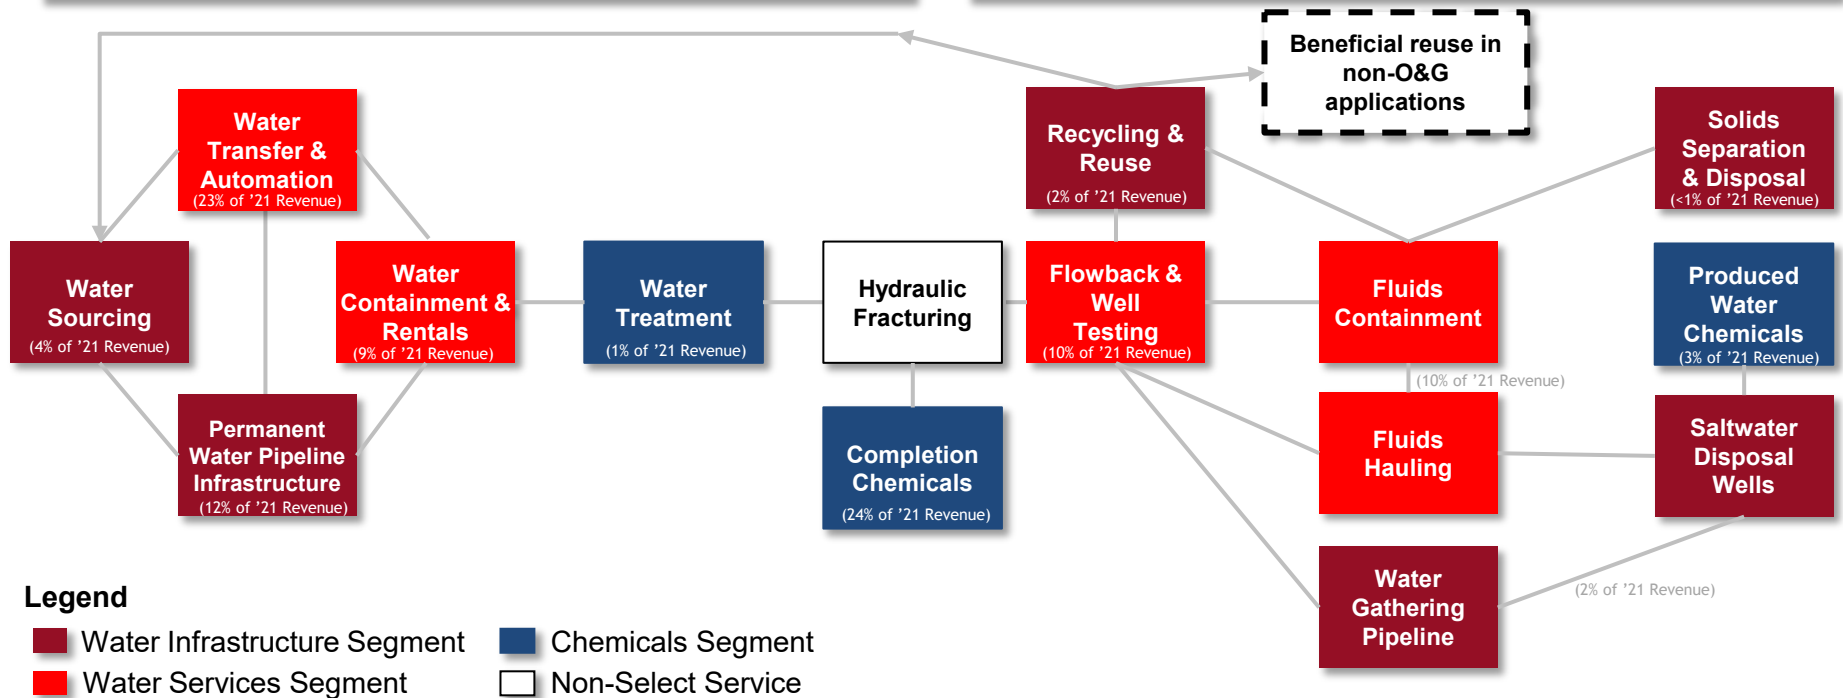 Beneficial reuse in
non-O&G
applications
Water
Transfer &
Automation
(23% of ’21 Revenue)
Recycling &
Reuse
(2% of ’21 Revenue)
Solids
Separation
& Disposal
(<1% of ’21 Revenue)
Water
Sourcing
(4% of ’21 Revenue)
Water
Containment &
Rentals
(9% of ’21 Revenue)
Water
Treatment
(1% of ’21 Revenue)
Hydraulic
Fracturing
Flowback &
Well
Testing
(10% of ’21 Revenue)
Fluids
Containment
Produced
Water
Chemicals
(3% of ’21 Revenue)
(10% of ’21 Revenue)
Permanent
Water Pipeline
Infrastructure
(12% of ’21 Revenue)
Completion
Chemicals
(24% of ’21 Revenue)
Fluids
Hauling
Saltwater
Disposal
Wells
Water
Gathering
Pipeline
(2% of ’21 Revenue)
Legend
Water Infrastructure Segment
Chemicals Segment
Water Services Segment
Non-Select Service